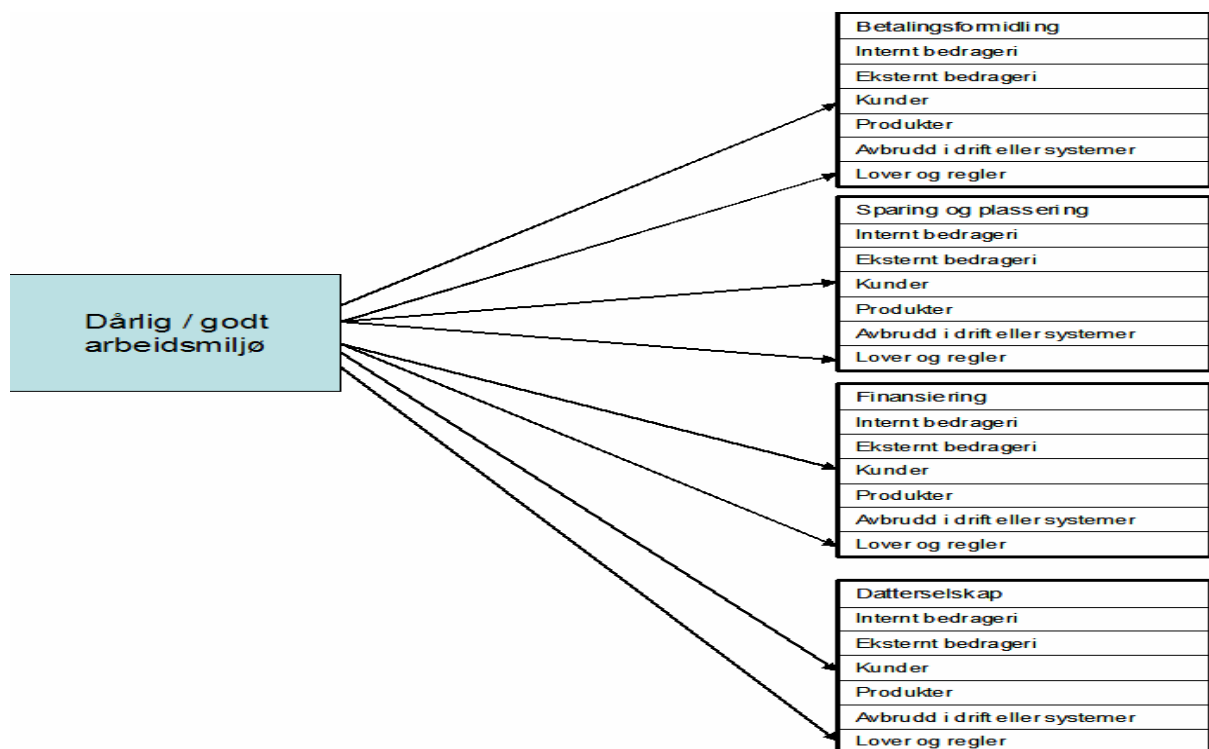 Dårlig / godt
arbeidsmiljø
Betalingsformidling
Internt bedrageri
Eksternt bedrageri
Kunder
Produkter
Avbrudd i drift eller systemer
Lover og regler
Sparing og plassering
Internt bedrageri
Eksternt bedrageri
Kunder
Produkter
Avbrudd i drift eller systemer
Lover og regler
Finansiering
Internt bedrageri
Eksternt bedrageri
Kunder
Produkter
Avbrudd i drift eller systemer
Lover og regler
Datterselskap
Internt bedrageri
Eksternt bedrageri
Kunder
Produkter
Avbrudd i drift eller systemer
Lover og regler